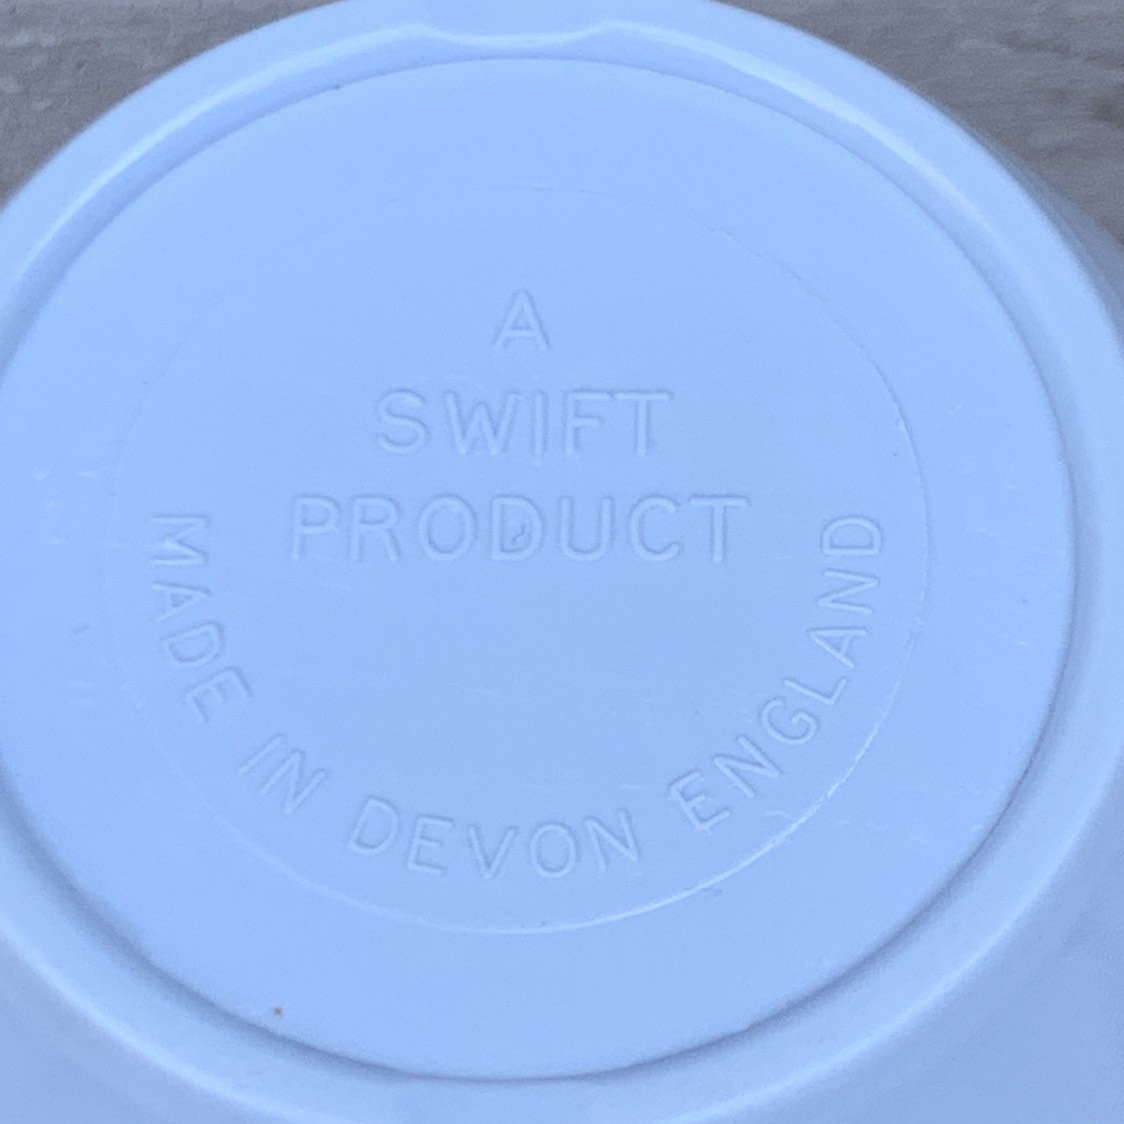 A
SWIFT
PRODUCT
MADE IN DEVON ENGLAND